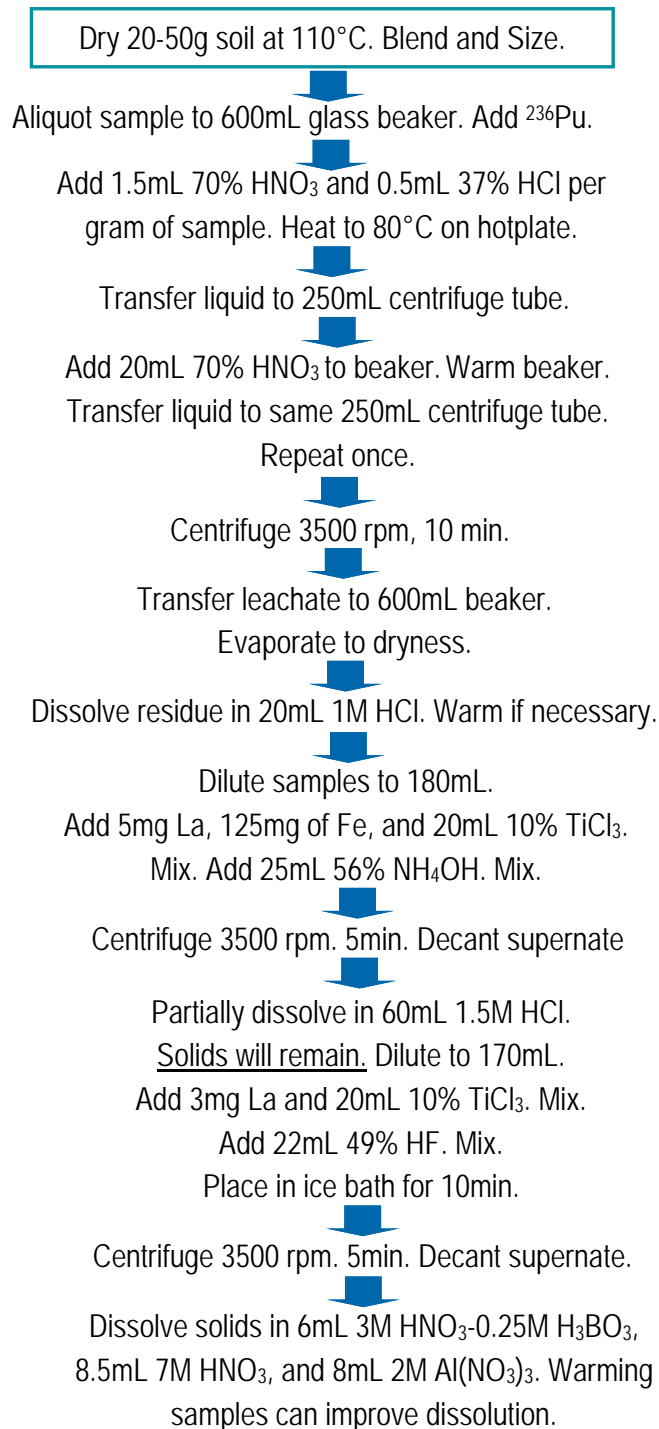 Dry 20-50g soil at 110°C. Blend and Size.
Aliquot sample to 600mL glass beaker. Add ²³⁶Pu.
Add 1.5mL 70% HNO₃ and 0.5mL 37% HCl per
gram of sample. Heat to 80°C on hotplate.
Transfer liquid to 250mL centrifuge tube.
Add 20mL 70% HNO₃ to beaker. Warm beaker.
Transfer liquid to same 250mL centrifuge tube.
Repeat once.
Centrifuge 3500 rpm, 10 min.
Transfer leachate to 600mL beaker.
Evaporate to dryness.
Dissolve residue in 20mL 1M HCl. Warm if necessary.
Dilute samples to 180mL.
Add 5mg La, 125mg of Fe, and 20mL 10% TiCl₃.
Mix. Add 25mL 56% NH₄OH. Mix.
Centrifuge 3500 rpm. 5min. Decant supernate
Partially dissolve in 60mL 1.5M HCl.
Solids will remain. Dilute to 170mL.
Add 3mg La and 20mL 10% TiCl₃. Mix.
Add 22mL 49% HF. Mix.
Place in ice bath for 10min.
Centrifuge 3500 rpm. 5min. Decant supernate.
Dissolve solids in 6mL 3M HNO₃-0.25M H₃BO₃,
8.5mL 7M HNO₃, and 8mL 2M Al(NO₃)₃. Warming
samples can improve dissolution.